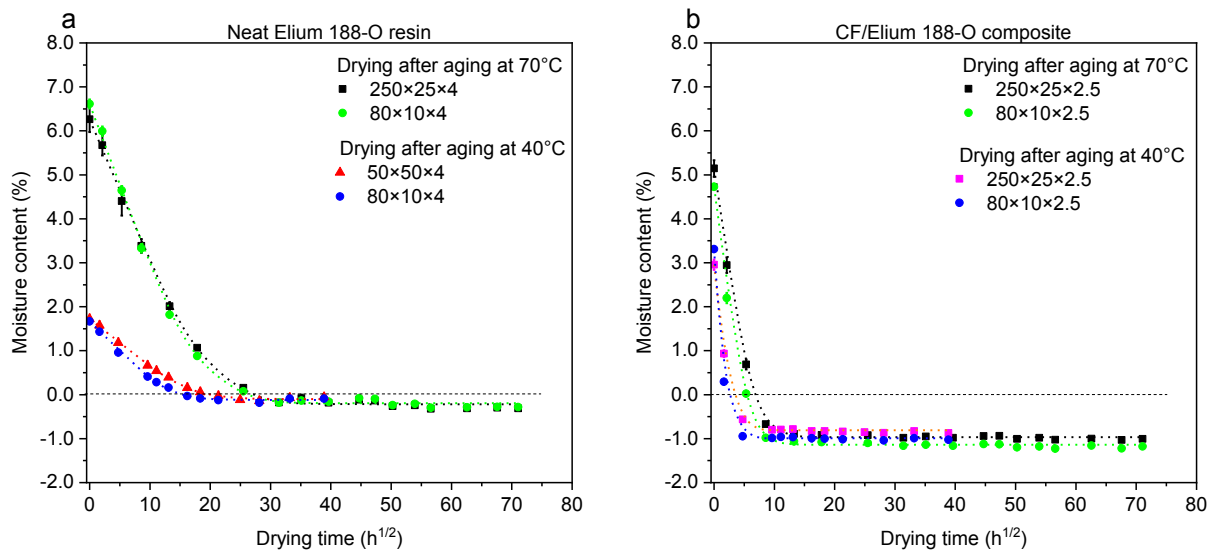 a
Neat Elium 188-O resin
Drying after aging at 70°C
250×25×4
80×10×4
Drying after aging at 40°C
50×50×4
80×10×4
8.0
7.0
6.0
5.0
4.0
3.0
2.0
1.0
0.0
-1.0
-2.0
Moisture content (%)
0 10 20 30 40 50 60 70 80
Drying time (h^1/2)
b
CF/Elium 188-O composite
Drying after aging at 70°C
250×25×2.5
80×10×2.5
Drying after aging at 40°C
250×25×2.5
80×10×2.5
8.0
7.0
6.0
5.0
4.0
3.0
2.0
1.0
0.0
-1.0
-2.0
Moisture content (%)
0 10 20 30 40 50 60 70 80
Drying time (h^1/2)